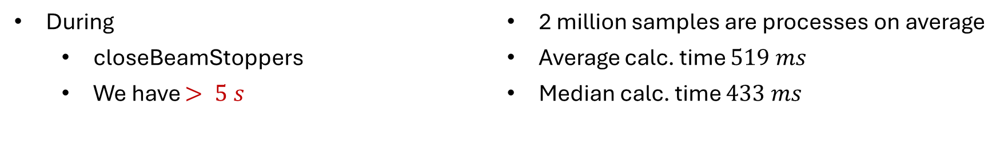 • During
• closeBeamStoppers
• We have > 5 s
• 2 million samples are processes on average
• Average calc. time 519 ms
• Median calc. time 433 ms